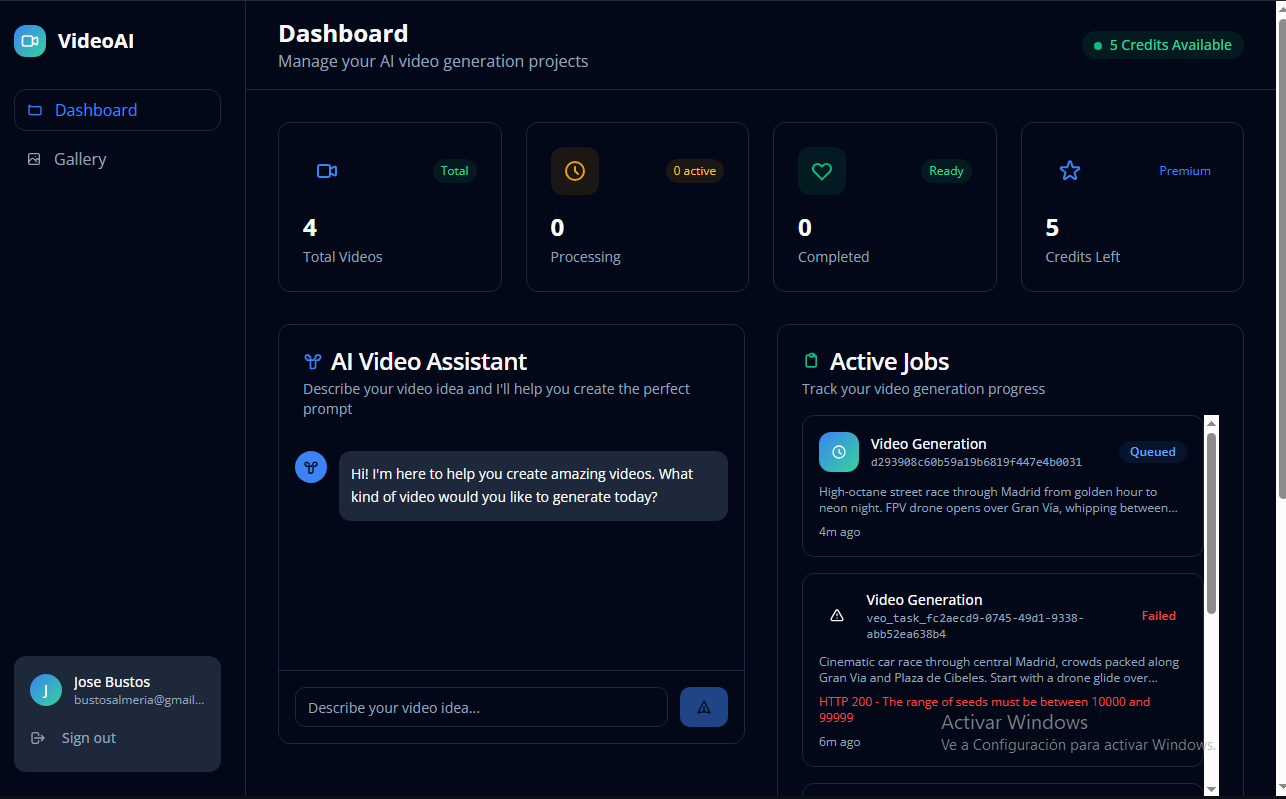 VideoAI
Dashboard
Gallery
Jose Bustos
bustosalmeria@gmail...
Sign out
Dashboard
Manage your AI video generation projects
5 Credits Available
Total
4
Total Videos
0 active
0
Processing
Ready
0
Completed
Premium
5
Credits Left
AI Video Assistant
Describe your video idea and I'll help you create the perfect
prompt
Hi! I'm here to help you create amazing videos. What
kind of video would you like to generate today?
Describe your video idea...
Active Jobs
Track your video generation progress
Video Generation
d293908c60b59a19b6819f447e4b0031
Queued
High-octane street race through Madrid from golden hour to
neon night. FPV drone opens over Gran Vía, whipping between...
4m ago
Video Generation
veo_task_fc2aecd9-0745-49d1-9338-
abb52ea638b4
Failed
Cinematic car race through central Madrid, crowds packed along
Gran Via and Plaza de Cibeles. Start with a drone glide over...
HTTP 200 - The range of seeds must be between 10000 and
99999
6m ago
Activar Windows
Ve a Configuración para activar Windows.
J